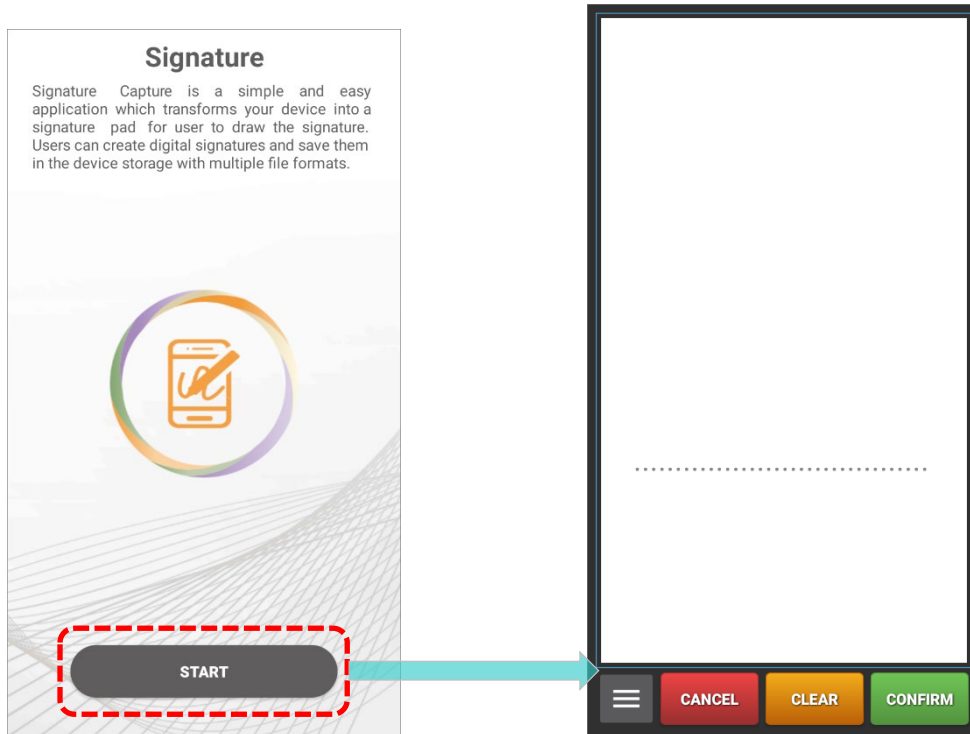 Signature
Signature Capture is a simple and easy
application which transforms your device into a
signature pad for user to draw the signature.
Users can create digital signatures and save them
in the device storage with multiple file formats.
START
CANCEL
CLEAR
CONFIRM